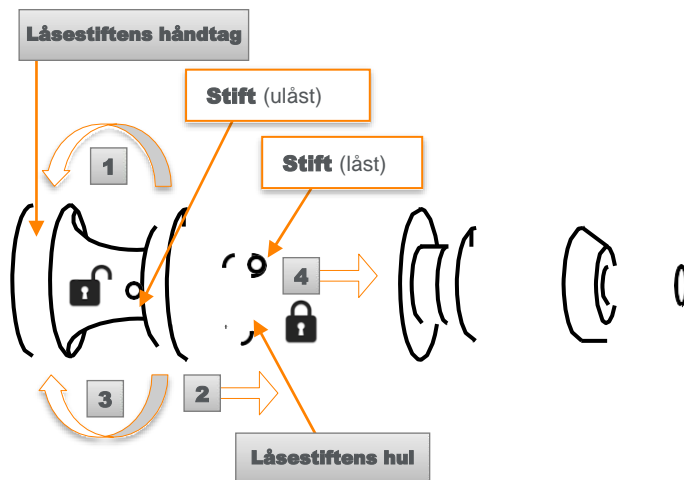 Låsestiftens håndtag
Stift (ulåst)
1
Stift (låst)
4
3
2
Låsestiftens hul